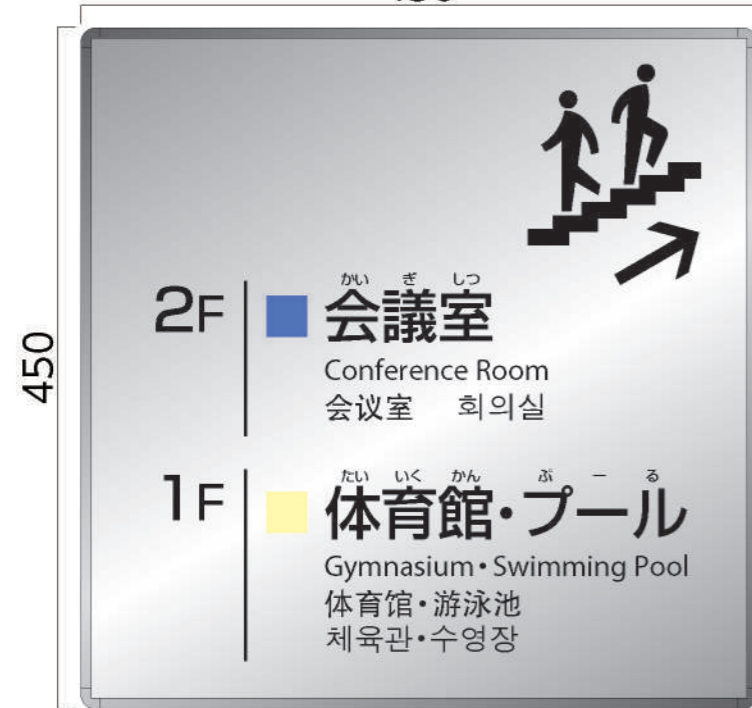 450
2F
かい ぎ しつ
会議室
Conference Room
会议室 회의실
1F
たい いく かん ぷ ー る
体育館・プール
Gymnasium・Swimming Pool
体育馆・游泳池
체육관・수영장